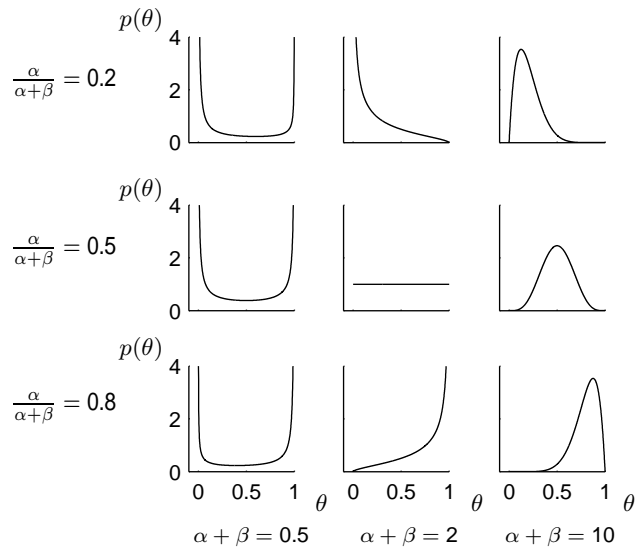 p(θ)
4
2
0
α/(α+β) = 0.2
p(θ)
4
2
0
α/(α+β) = 0.5
p(θ)
4
2
0
α/(α+β) = 0.8
0 0.5 1 θ 0 0.5 1 θ 0 0.5 1 θ
α + β = 0.5 α + β = 2 α + β = 10